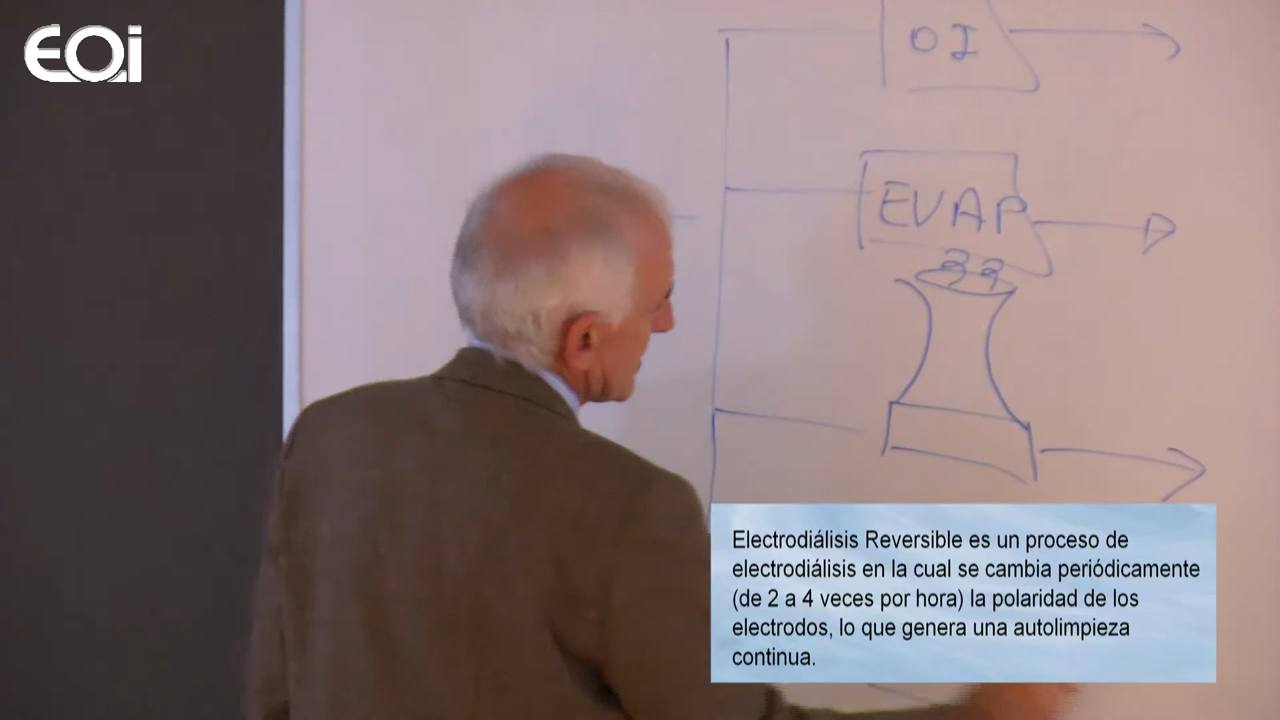 EOi
OI
EVAP
Electrodiálisis Reversible es un proceso de
electrodiálisis en la cual se cambia periódicamente
(de 2 a 4 veces por hora) la polaridad de los
electrodos, lo que genera una autolimpieza
continua.